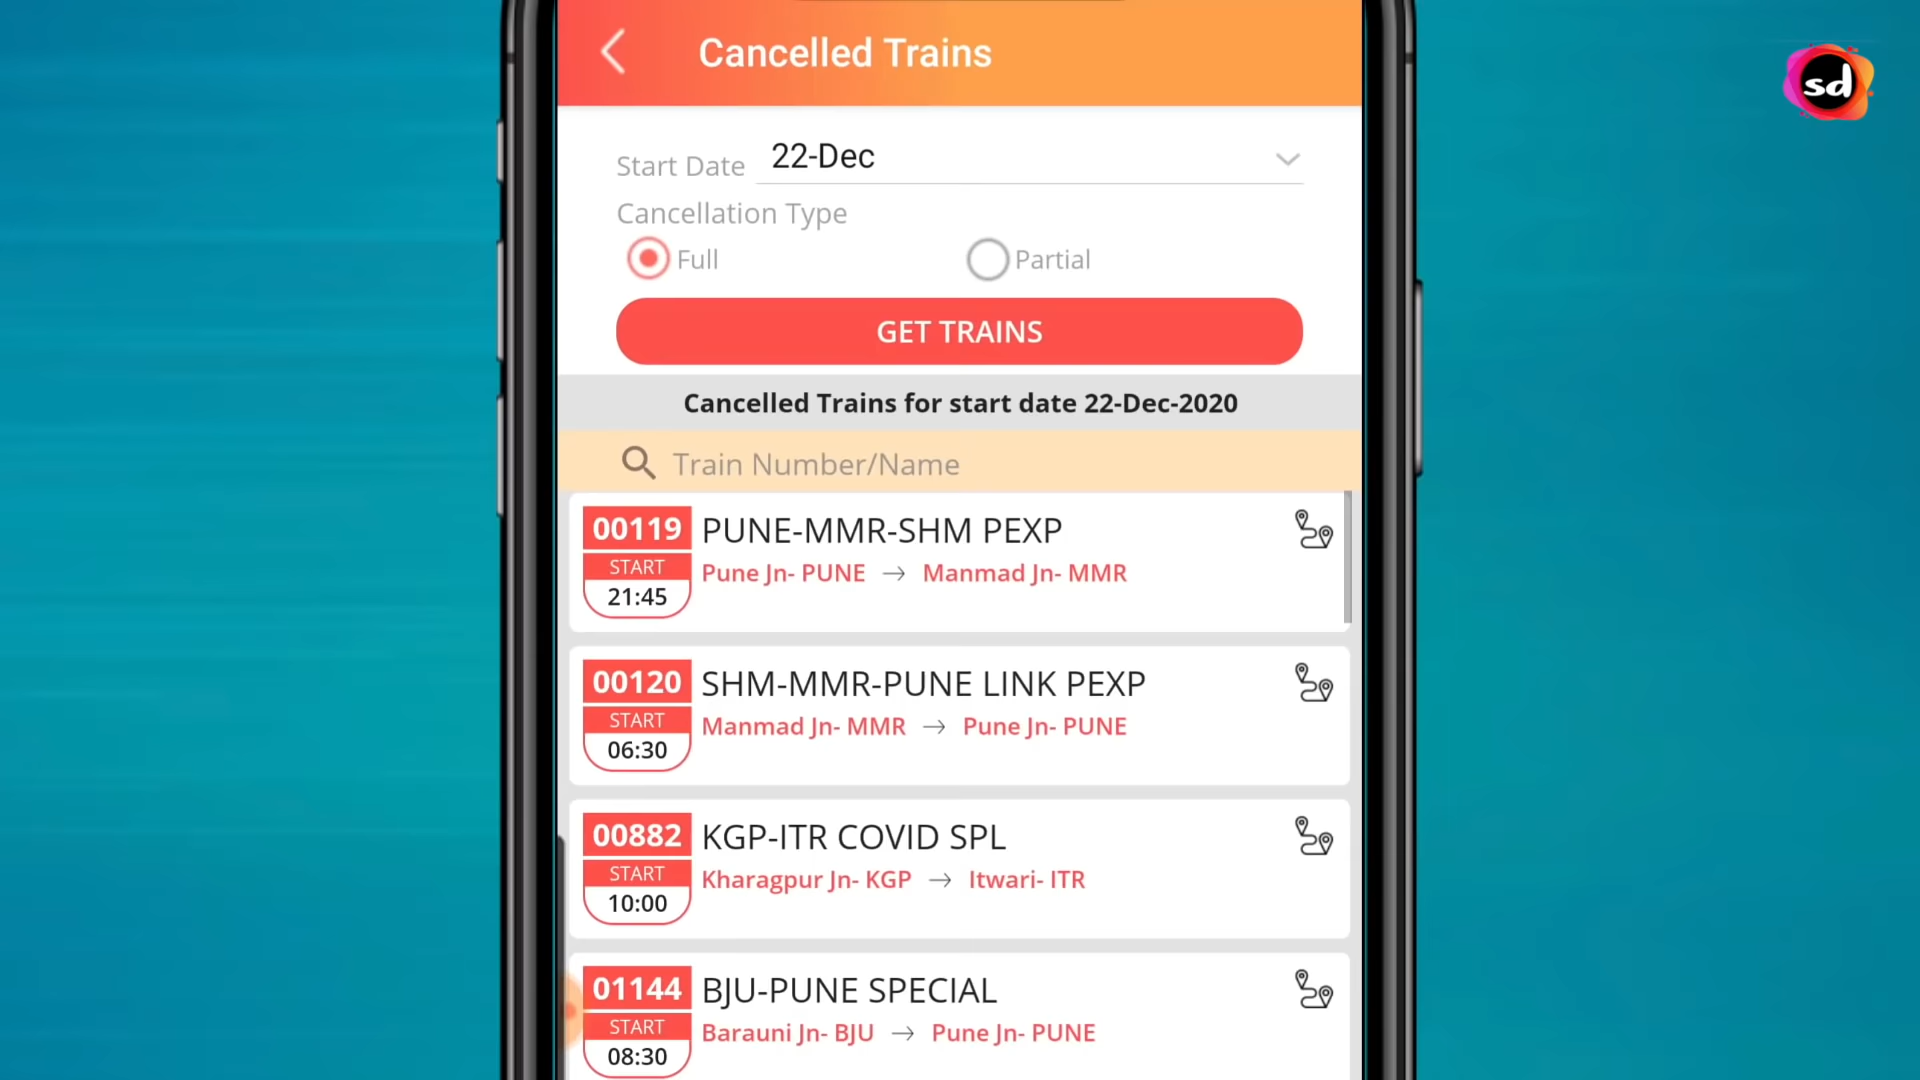 Cancelled Trains
sd
Start Date 22-Dec
Cancellation Type
Full Partial
GET TRAINS
Cancelled Trains for start date 22-Dec-2020
Train Number/Name
00119 PUNE-MMR-SHM PEXP
START Pune Jn- PUNE → Manmad Jn- MMR
21:45
00120 SHM-MMR-PUNE LINK PEXP
START Manmad Jn- MMR → Pune Jn- PUNE
06:30
00882 KGP-ITR COVID SPL
START Kharagpur Jn- KGP → Itwari- ITR
10:00
01144 BJU-PUNE SPECIAL
START Barauni Jn- BJU → Pune Jn- PUNE
08:30